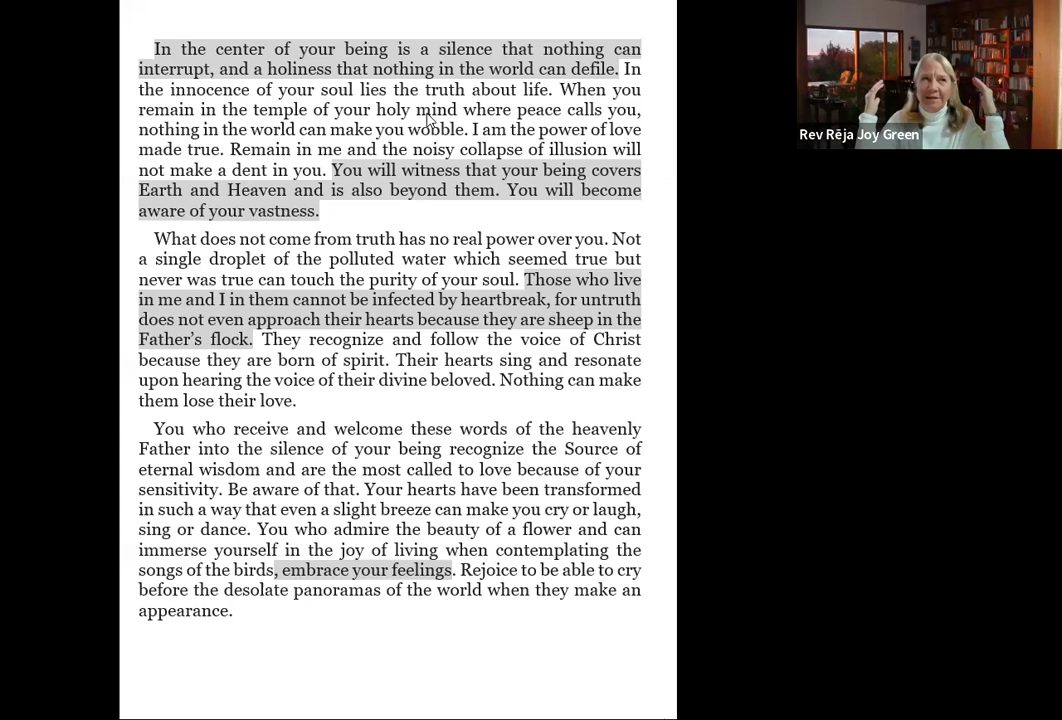 In the center of your being is a silence that nothing can
interrupt, and a holiness that nothing in the world can defile. In
the innocence of your soul lies the truth about life. When you
remain in the temple of your holy mind where peace calls you,
nothing in the world can make you wobble. I am the power of love
made true. Remain in me and the noisy collapse of illusion will
not make a dent in you. You will witness that your being covers
Earth and Heaven and is also beyond them. You will become
aware of your vastness.
What does not come from truth has no real power over you. Not
a single droplet of the polluted water which seemed true but
never was true can touch the purity of your soul. Those who live
in me and I in them cannot be infected by heartbreak, for untruth
does not even approach their hearts because they are sheep in the
Father’s flock. They recognize and follow the voice of Christ
because they are born of spirit. Their hearts sing and resonate
upon hearing the voice of their divine beloved. Nothing can make
them lose their love.
You who receive and welcome these words of the heavenly
Father into the silence of your being recognize the Source of
eternal wisdom and are the most called to love because of your
sensitivity. Be aware of that. Your hearts have been transformed
in such a way that even a slight breeze can make you cry or laugh,
sing or dance. You who admire the beauty of a flower and can
immerse yourself in the joy of living when contemplating the
songs of the birds, embrace your feelings. Rejoice to be able to cry
before the desolate panoramas of the world when they make an
appearance.
Rev Rēja Joy Green